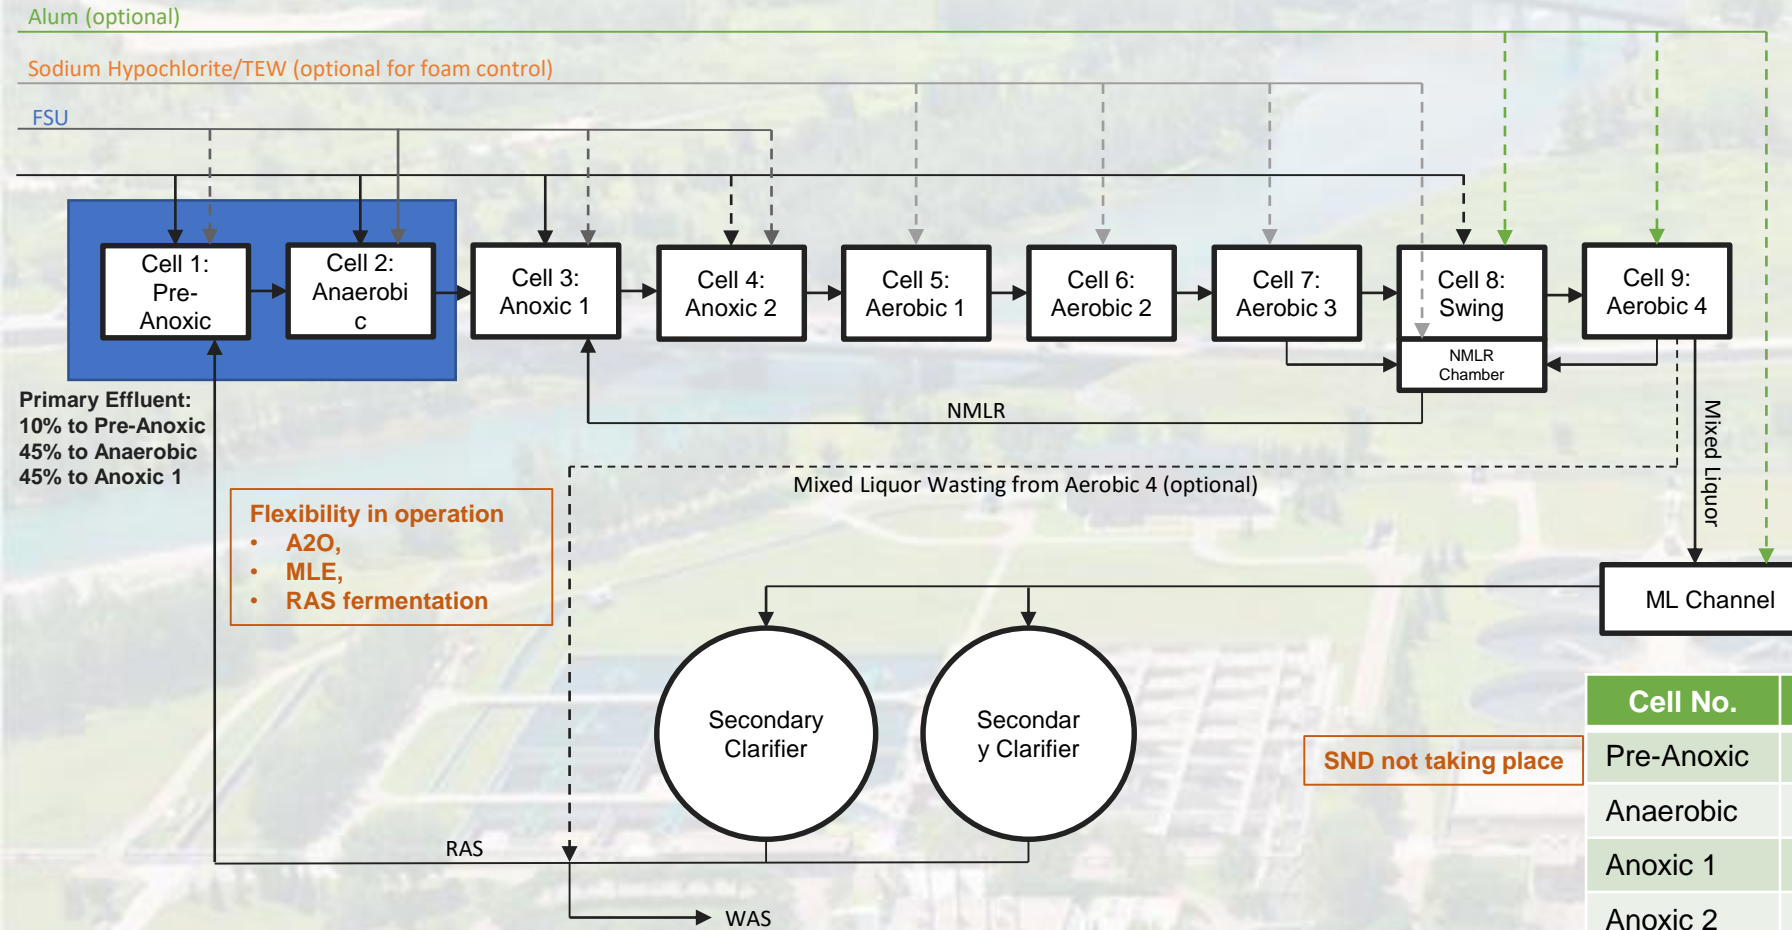 Alum (optional)
Sodium Hypochlorite/TEW (optional for foam control)
FSU
Cell 1:
Pre-
Anoxic
Cell 2:
Anaerobi
c
Cell 3:
Anoxic 1
Cell 4:
Anoxic 2
Cell 5:
Aerobic 1
Cell 6:
Aerobic 2
Cell 7:
Aerobic 3
Cell 8:
Swing
NMLR
Chamber
Cell 9:
Aerobic 4
Primary Effluent:
10% to Pre-Anoxic
45% to Anaerobic
45% to Anoxic 1
NMLR
Mixed Liquor
Mixed Liquor Wasting from Aerobic 4 (optional)
Flexibility in operation
• A2O,
• MLE,
• RAS fermentation
ML Channel
Secondary
Clarifier
Secondar
y Clarifier
SND not taking place
RAS
WAS
Cell No.
Pre-Anoxic
Anaerobic
Anoxic 1
Anoxic 2